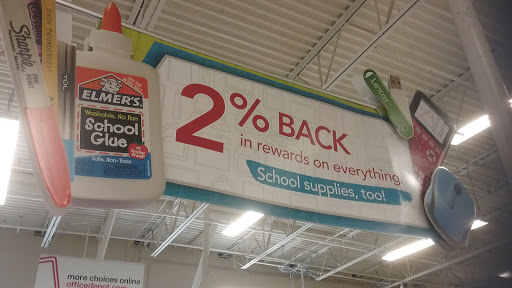 Sharpie
ELMER'S
Washable, No Run
School
Glue
Safe, Non-Toxic
2% BACK
in rewards on everything.
School supplies, too!
Lexar
more choices online
officedepot.com